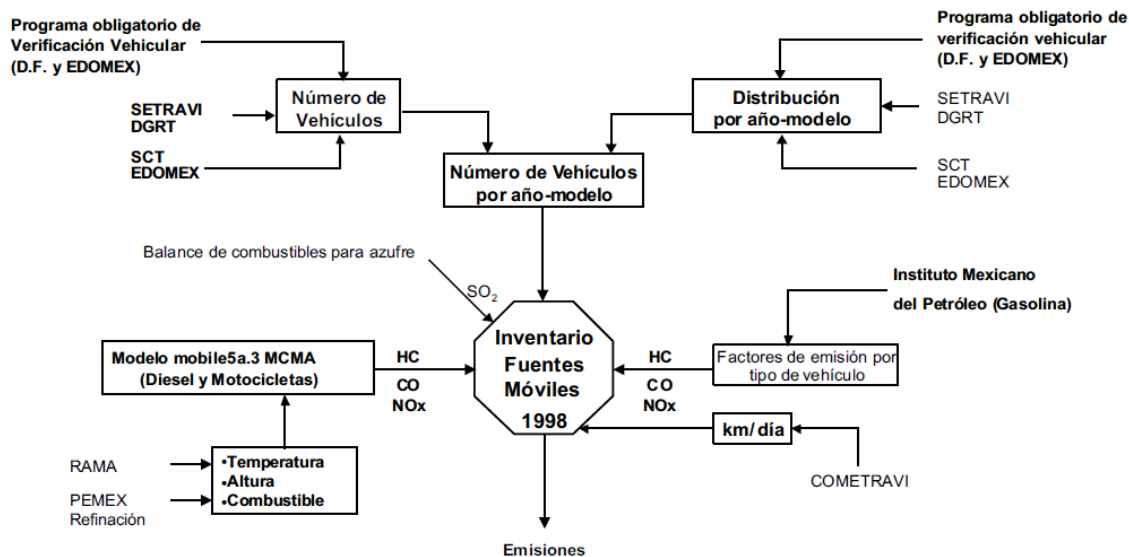 Programa obligatorio de
Verificación Vehicular
(D.F. y EDOMEX)
Programa obligatorio de
verificación vehicular
(D.F. y EDOMEX)
SETRAVI
DGRT
SCT
EDOMEX
Número de
Vehículos
Distribución
por año-modelo
SETRAVI
DGRT
SCT
EDOMEX
Número de Vehículos
por año-modelo
Balance de combustibles para azufre
SO2
Instituto Mexicano
del Petróleo (Gasolina)
Modelo mobile5a.3 MCMA
(Diesel y Motocicletas)
HC
CO
NOx
Inventario
Fuentes
Móviles
1998
HC
CO
NOx
Factores de emisión por
tipo de vehículo
km/día
COMETRAVI
RAMA
PEMEX
Refinación
•Temperatura
•Altura
•Combustible
Emisiones